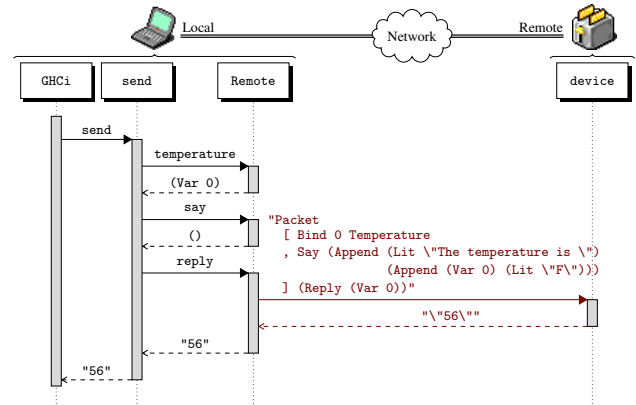 Local
Network
Remote
GHCi
send
Remote
device
send
temperature
(Var 0)
say
()
reply
"Packet
[ Bind 0 Temperature
, Say (Append (Lit \"The temperature is \")
(Append (Var 0) (Lit \"F\")))
] (Reply (Var 0))"
"\"56\""
"56"
"56"